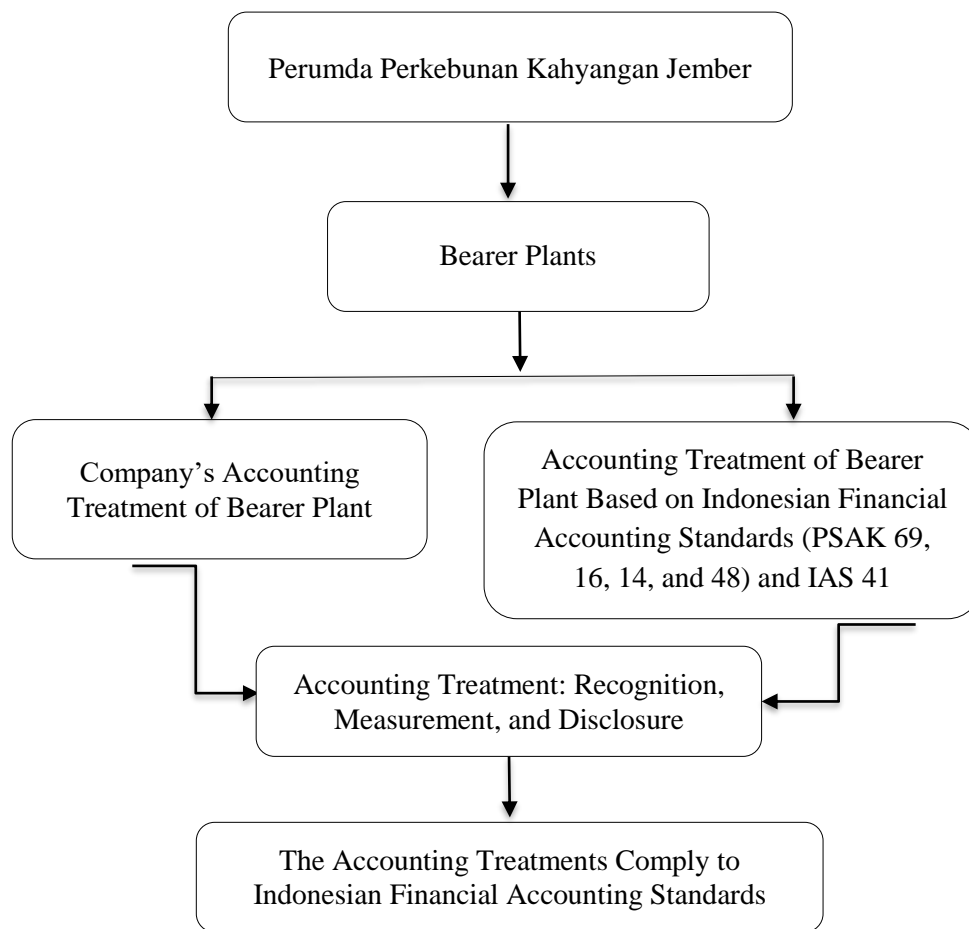 Perumda Perkebunan Kahyangan Jember
Bearer Plants
Company’s Accounting
Treatment of Bearer Plant
Accounting Treatment of Bearer
Plant Based on Indonesian Financial
Accounting Standards (PSAK 69,
16, 14, and 48) and IAS 41
Accounting Treatment: Recognition,
Measurement, and Disclosure
The Accounting Treatments Comply to
Indonesian Financial Accounting Standards